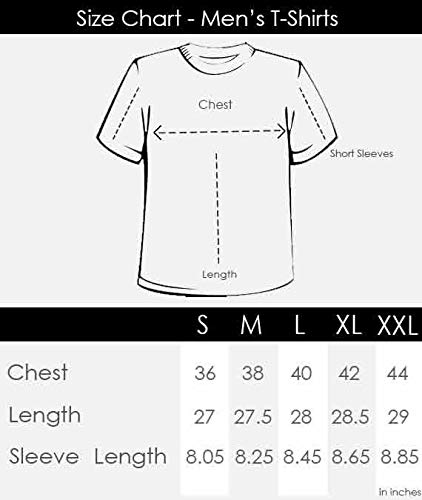 Size Chart - Men's T-Shirts
Chest
Short Sleeves
Length
S M L XL XXL
Chest 36 38 40 42 44
Length 27 27.5 28 28.5 29
Sleeve Length 8.05 8.25 8.45 8.65 8.85
In inches